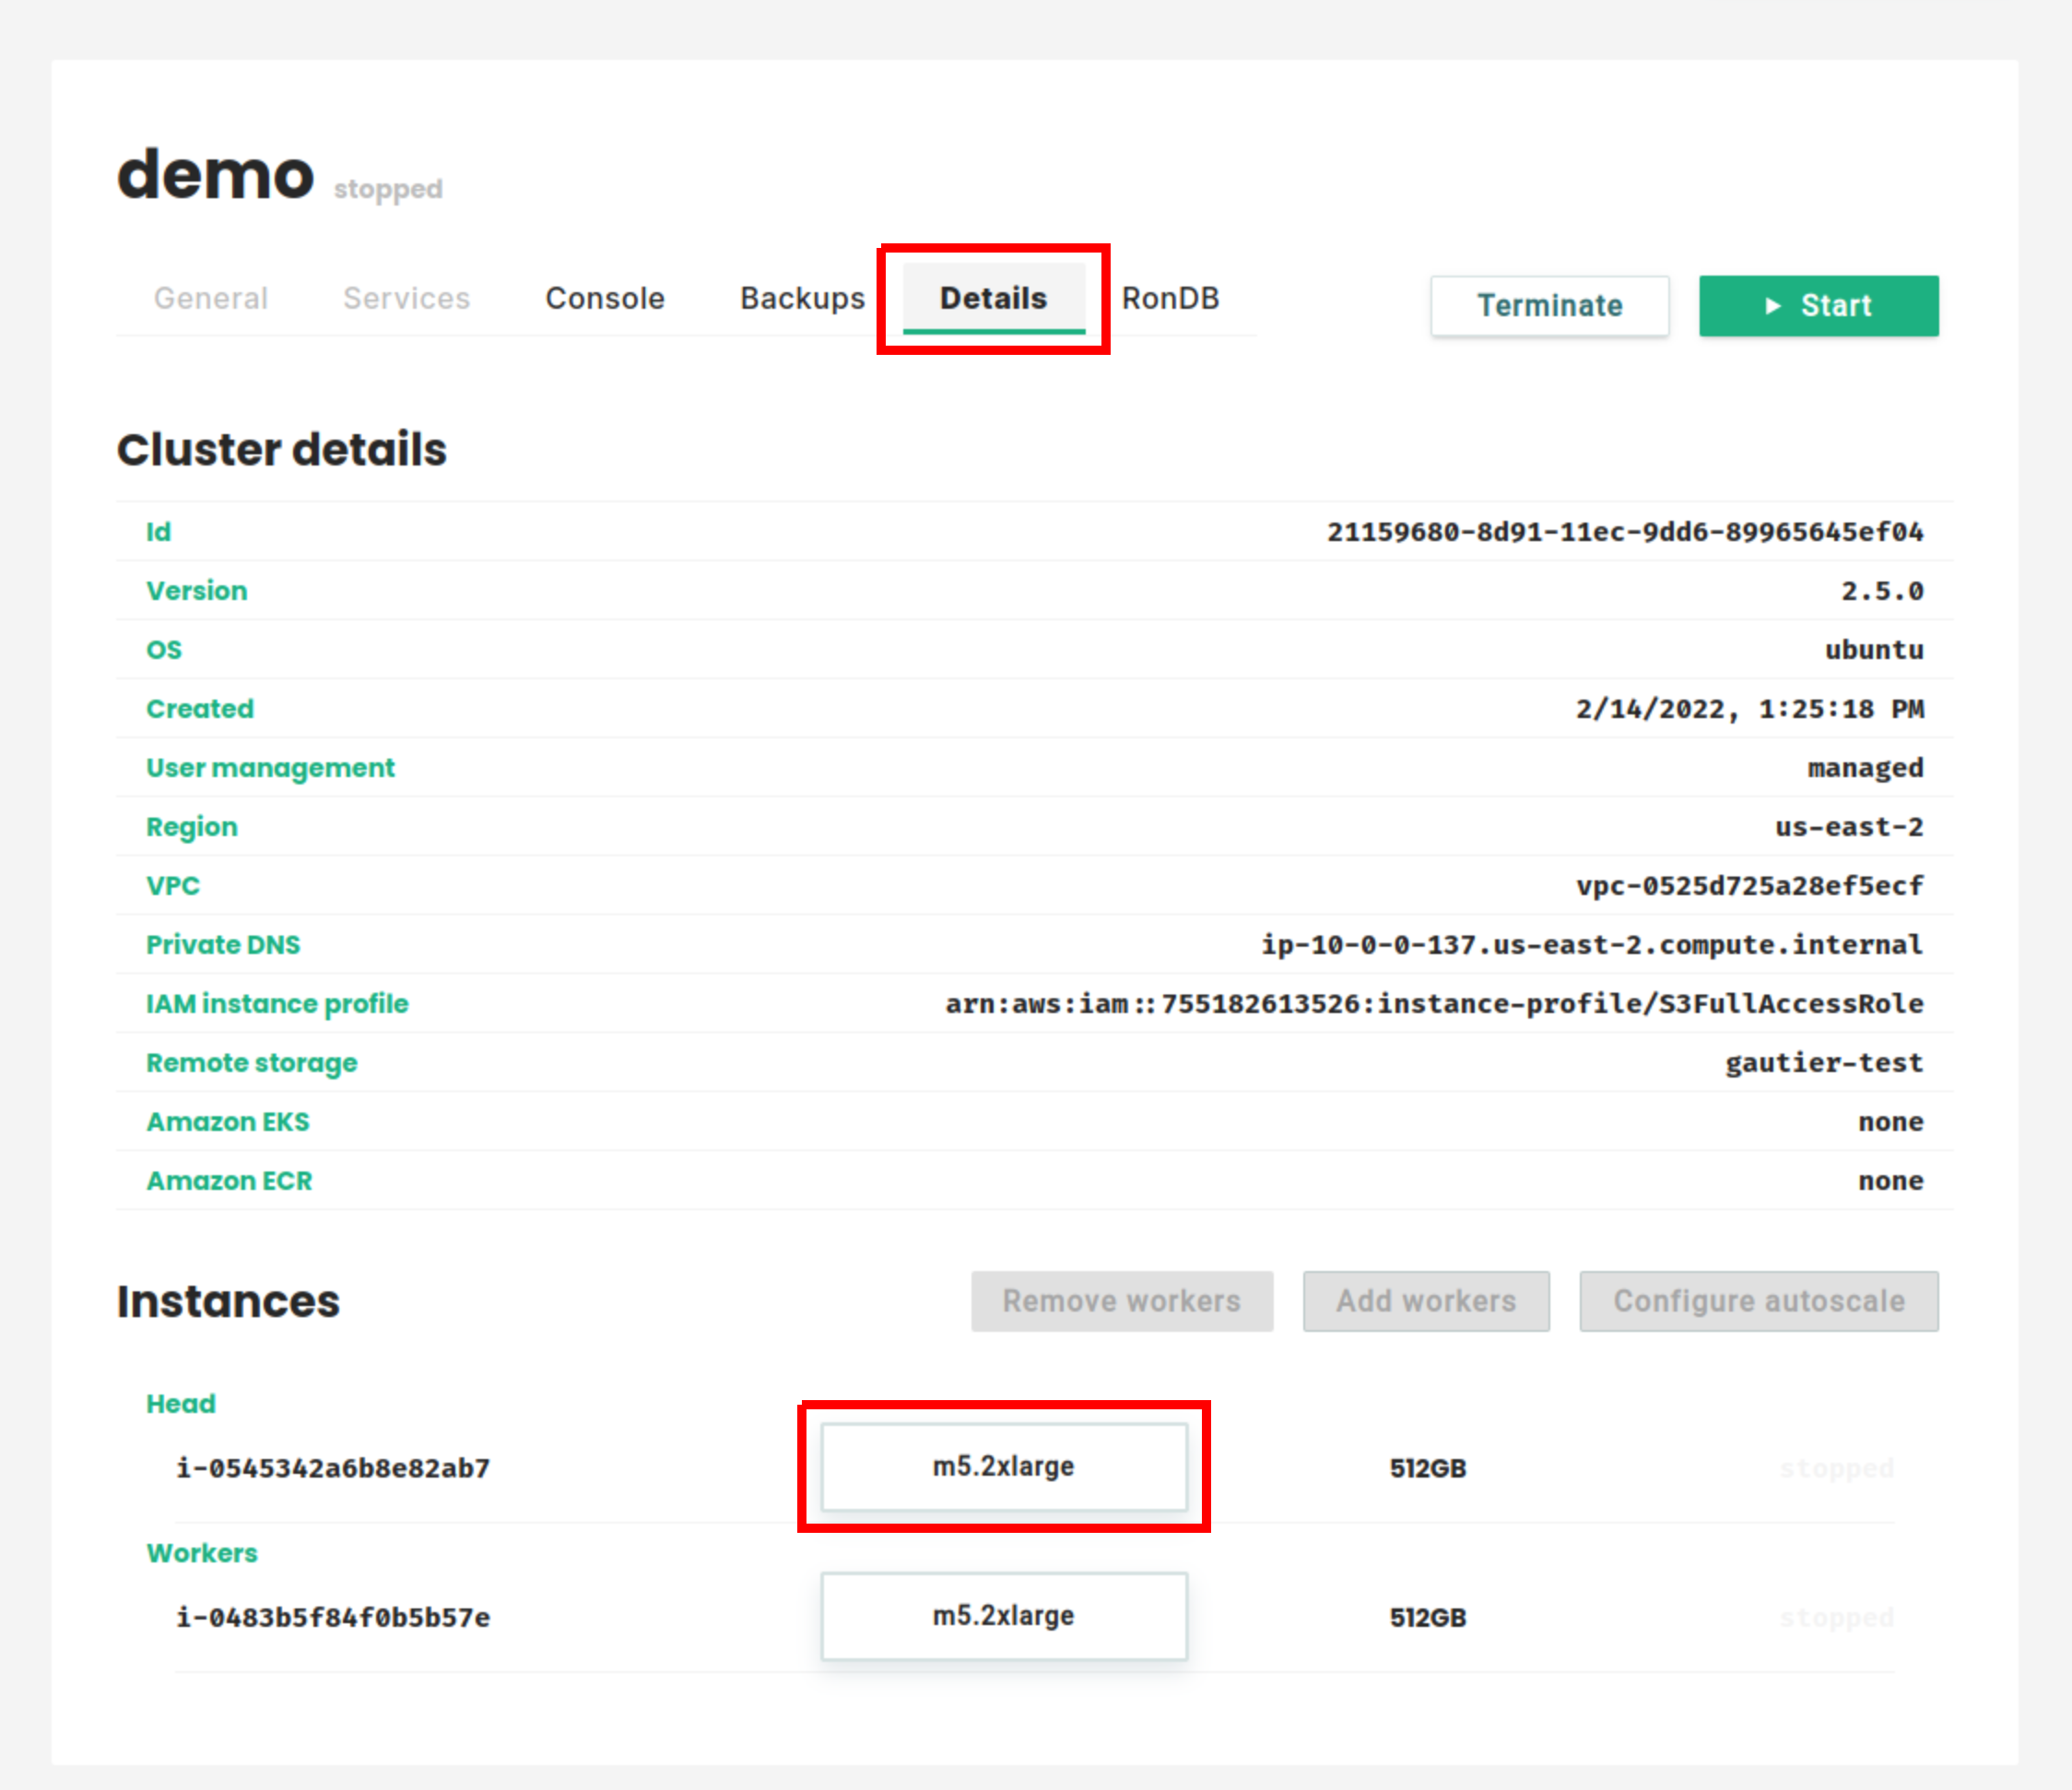 demo stopped
General Services Console Backups Details RonDB Terminate Start
Cluster details
Id 21159680-8d91-11ec-9dd6-89965645ef04
Version 2.5.0
OS ubuntu
Created 2/14/2022, 1:25:18 PM
User management managed
Region us-east-2
VPC vpc-0525d725a28ef5ecf
Private DNS ip-10-0-0-137.us-east-2.compute.internal
IAM instance profile arn:aws:iam::755182613526:instance-profile/S3FullAccessRole
Remote storage gautier-test
Amazon EKS none
Amazon ECR none
Instances Remove workers Add workers Configure autoscale
Head
i-0545342a6b8e82ab7 m5.2xlarge 512GB stopped
Workers
i-0483b5f84f0b5b57e m5.2xlarge 512GB stopped